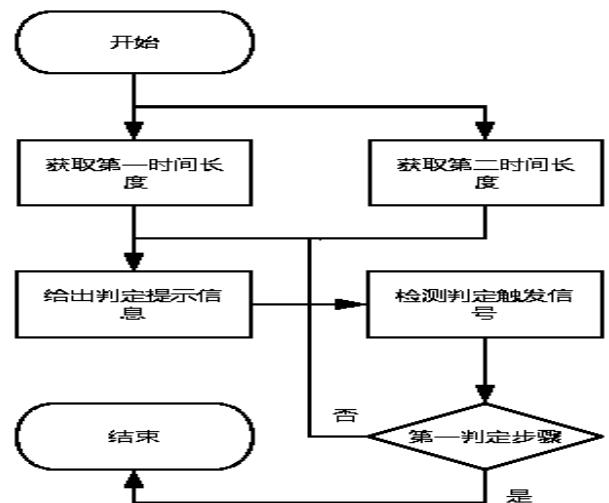 开始
获取第一时间长
度
获取第二时间长
度
给出判定提示信
息
检测判定触发信
号
否
结束
第一判定步骤
是